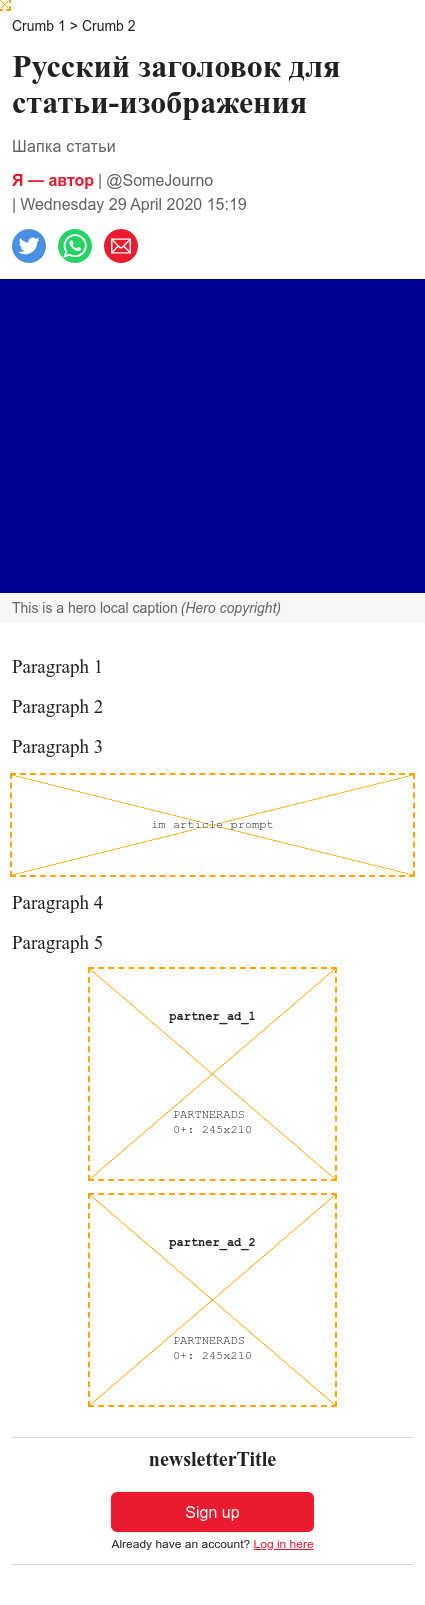 Crumb 1 > Crumb 2
Русский заголовок для
статьи-изображения
Шапка статьи
Я — автор | @SomeJourno
| Wednesday 29 April 2020 15:19
This is a hero local caption (Hero copyright)
Paragraph 1
Paragraph 2
Paragraph 3
im article prompt
Paragraph 4
Paragraph 5
partner_ad_1
PARTNERADS
0+: 245x210
partner_ad_2
PARTNERADS
0+: 245x210
newsletterTitle
Sign up
Already have an account? Log in here